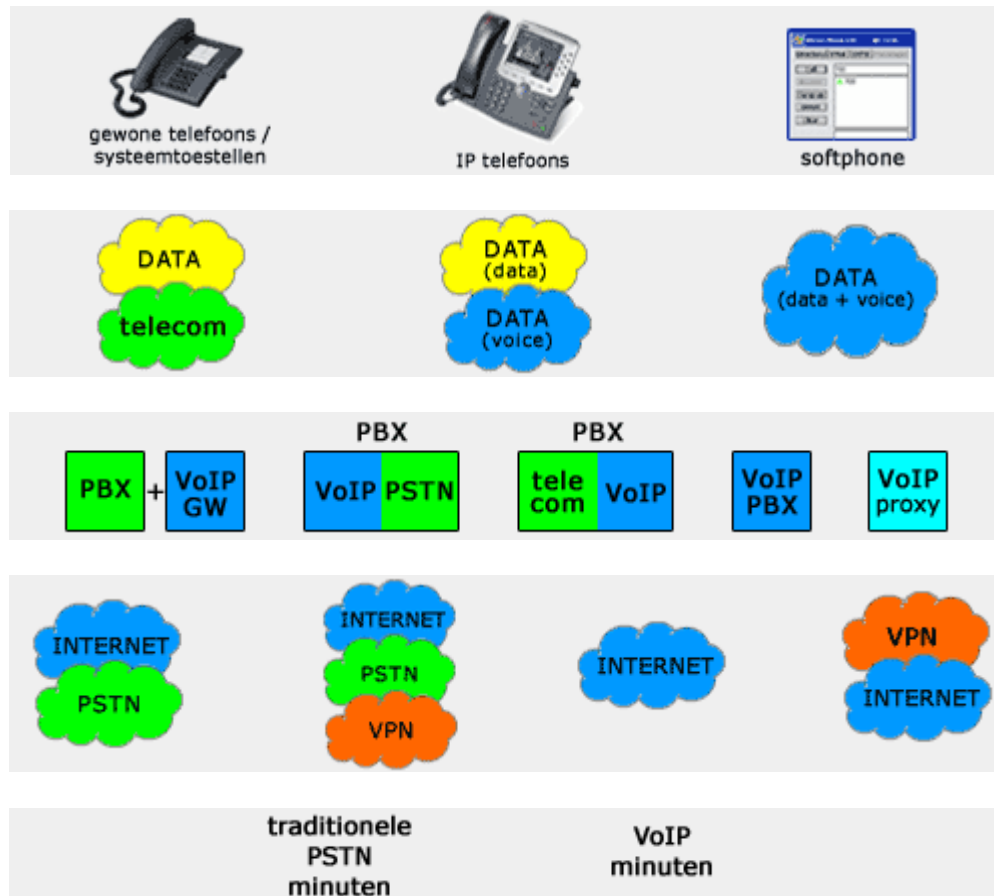 gewone telefoons /
systeemtoestellen
IP telefoons
softphone
DATA
telecom
DATA
(data)
DATA
(voice)
DATA
(data + voice)
PBX
PBX
PBX
+
VoIP
GW
VoIP
PSTN
tele
com
VoIP
VoIP
PBX
VoIP
proxy
INTERNET
PSTN
INTERNET
PSTN
VPN
INTERNET
VPN
INTERNET
traditionele
PSTN
minuten
VoIP
minuten